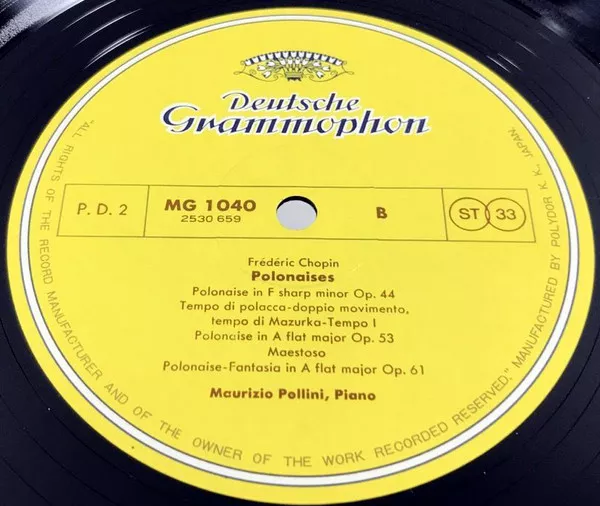 Deutsche
Grammophon
P. D. 2
MG 1040
2530 659
B
ST 33
Frédéric Chopin
Polonaises
Polonaise in F sharp minor Op. 44
Tempo di polacca-doppio movimento,
tempo di Mazurka-Tempo I
Polonaise in A flat major Op. 53
Maestoso
Polonaise-Fantasia in A flat major Op. 61
Maurizio Pollini, Piano
"ALL RIGHTS OF THE RECORD MANUFACTURER AND OF THE OWNER OF THE WORK RECORDED RESERVED." MANUFACTURED BY POLYDOR K. K., JAPAN.